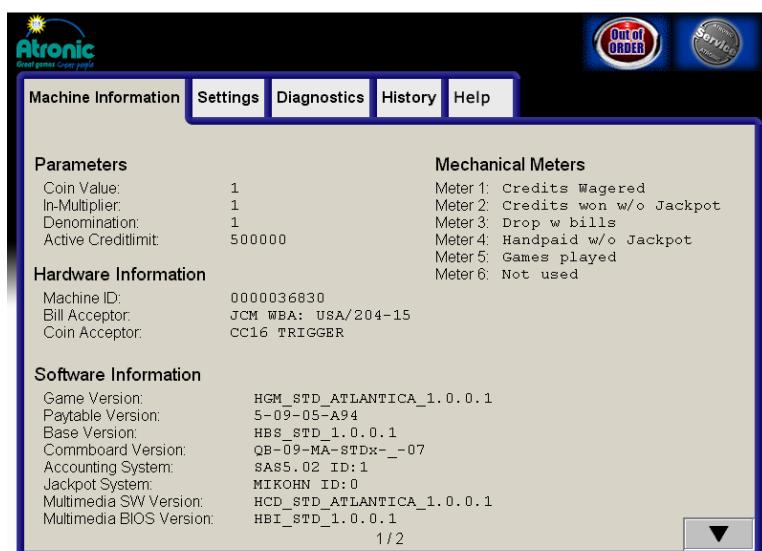 Atronic
Great games Great people
Out of
ORDER
Service
Machine Information Settings Diagnostics History Help
Parameters
Coin Value: 1
In-Multiplier: 1
Denomination: 1
Active Creditlimit: 500000
Mechanical Meters
Meter 1: Credits Wagered
Meter 2: Credits won w/o Jackpot
Meter 3: Drop w bills
Meter 4: Handpaid w/o Jackpot
Meter 5: Games played
Meter 6: Not used
Hardware Information
Machine ID: 0000036830
Bill Acceptor: JCM WBA: USA/204-15
Coin Acceptor: CC16 TRIGGER
Software Information
Game Version: HGM_STD_ATLANTICA_1.0.0.1
Paytable Version: 5-09-05-A94
Base Version: HBS_STD_1.0.0.1
Commboard Version: QB-09-MA-STDx-_-07
Accounting System: SAS5.02 ID:1
Jackpot System: MIKOHN ID:0
Multimedia SW Version: HCD_STD_ATLANTICA_1.0.0.1
Multimedia BIOS Version: HBI_STD_1.0.0.1
1/2